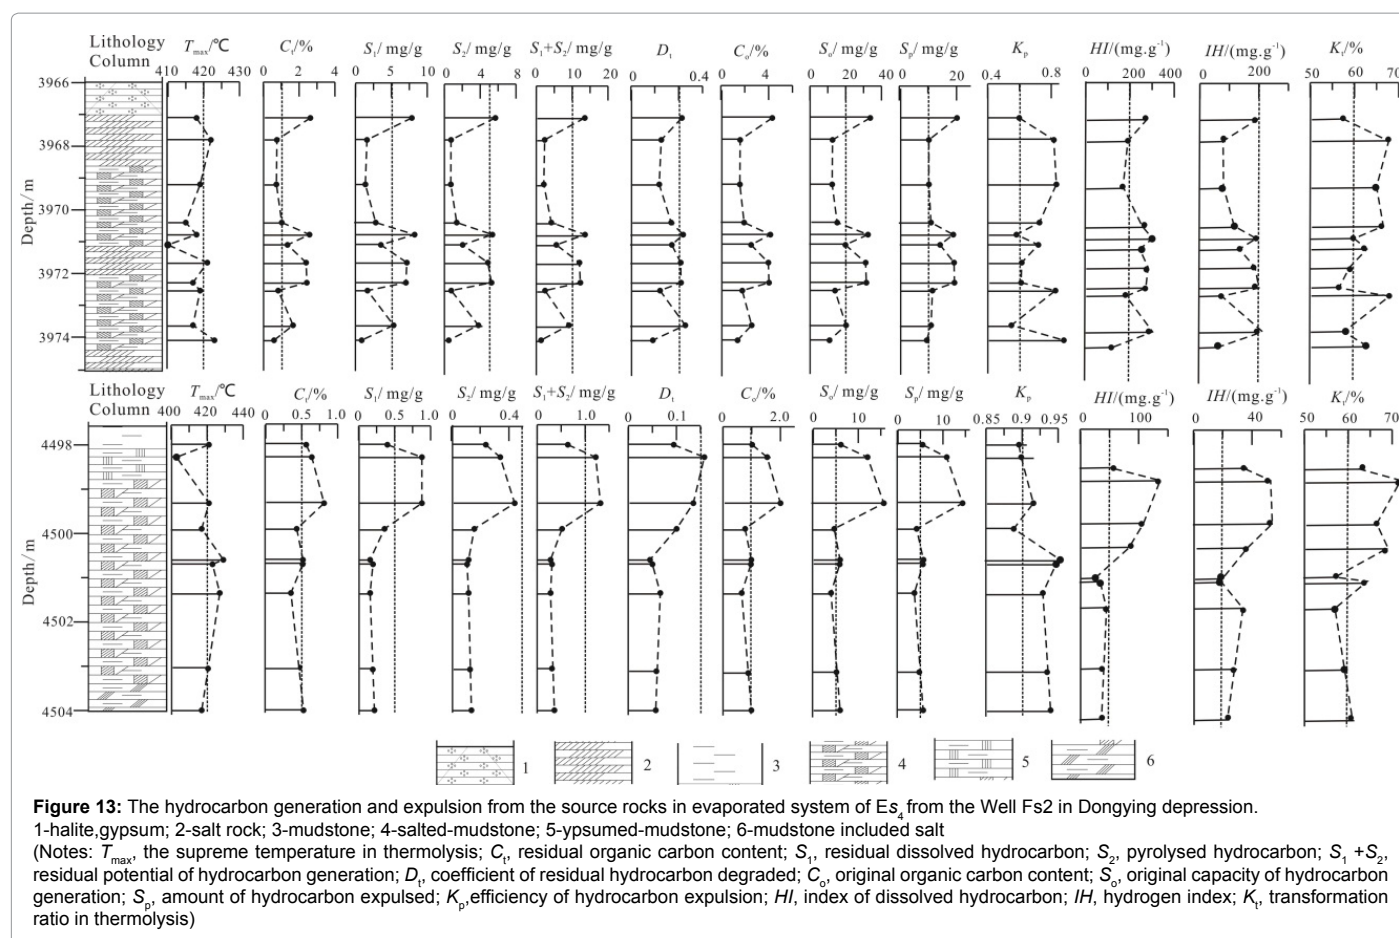 Lithology Column Tmax/℃ Ct/% S1/ mg/g S2/ mg/g S1+S2/ mg/g Dt Co/% So/ mg/g Sp/ mg/g Kp HI/(mg.g-1) IH/(mg.g-1) Kt/%
410 420 430 0 2 4 0 5 10 0 4 8 0 10 20 0 0.4 0 4 0 20 40 0 20 0.4 0.8 0 200 400 0 200 50 60 70
3966
3968
3970
3972
3974
Depth/m
Lithology Column Tmax/℃ Ct/% S1/ mg/g S2/ mg/g S1+S2/ mg/g Dt Co/% So/ mg/g Sp/ mg/g Kp HI/(mg.g-1) IH/(mg.g-1) Kt/%
400 420 440 0 0.5 1.0 0 0.5 1.0 0 0.4 0 1.0 0 0.1 0 2.0 0 10 0 10 0.85 0.9 0.95 0 100 0 40 50 60 70
4498
4500
4502
4504
Depth/m
1 2 3 4 5 6
Figure 13: The hydrocarbon generation and expulsion from the source rocks in evaporated system of Es4 from the Well Fs2 in Dongying depression.
1-halite,gypsum; 2-salt rock; 3-mudstone; 4-salted-mudstone; 5-ypsumed-mudstone; 6-mudstone included salt
(Notes: Tmax, the supreme temperature in thermolysis; Ct, residual organic carbon content; S1, residual dissolved hydrocarbon; S2, pyrolysed hydrocarbon; S1 +S2,
residual potential of hydrocarbon generation; Dt, coefficient of residual hydrocarbon degraded; Co, original organic carbon content; So, original capacity of hydrocarbon
generation; Sp, amount of hydrocarbon expulsed; Kp,efficiency of hydrocarbon expulsion; HI, index of dissolved hydrocarbon; IH, hydrogen index; Kt, transformation
ratio in thermolysis)